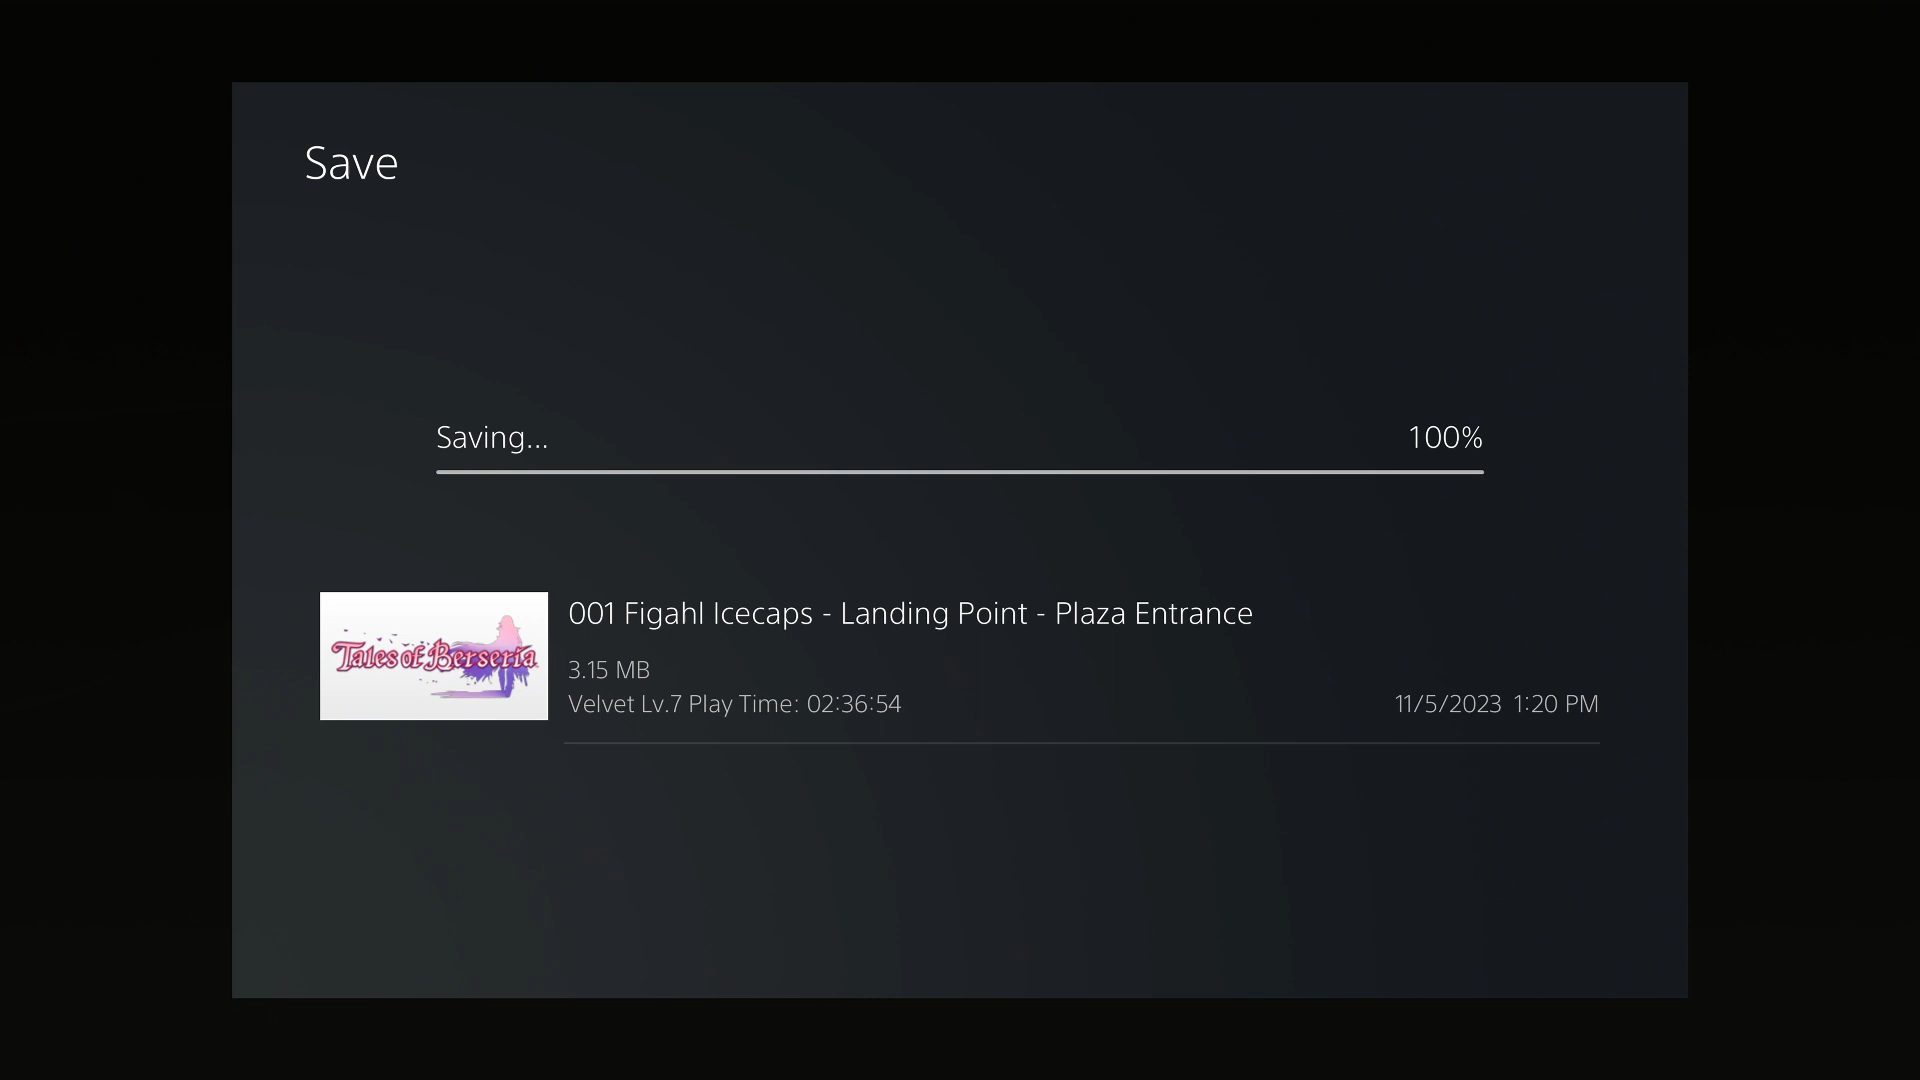 Save
Saving...
100%
Tales of Berseria
001 Figahl Icecaps - Landing Point - Plaza Entrance
3.15 MB
Velvet Lv.7 Play Time: 02:36:54
11/5/2023 1:20 PM